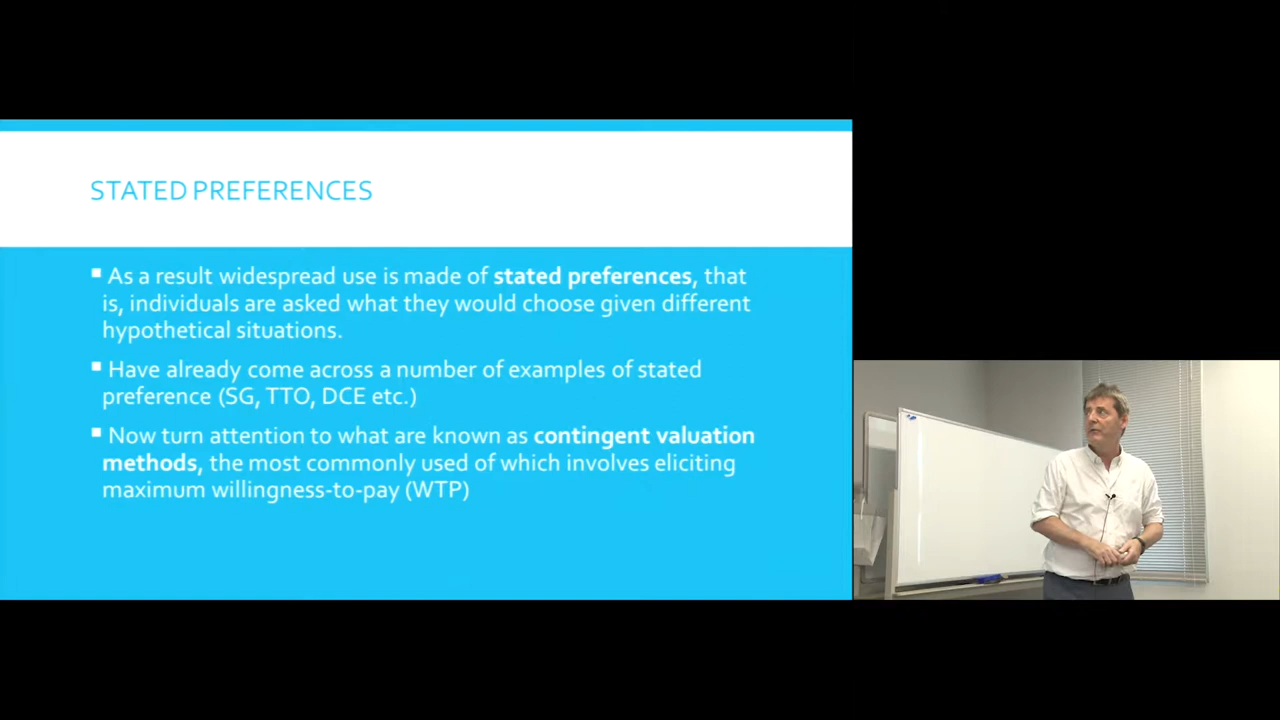 STATED PREFERENCES
As a result widespread use is made of stated preferences, that
is, individuals are asked what they would choose given different
hypothetical situations.
Have already come across a number of examples of stated
preference (SG, TTO, DCE etc.)
Now turn attention to what are known as contingent valuation
methods, the most commonly used of which involves eliciting
maximum willingness-to-pay (WTP)